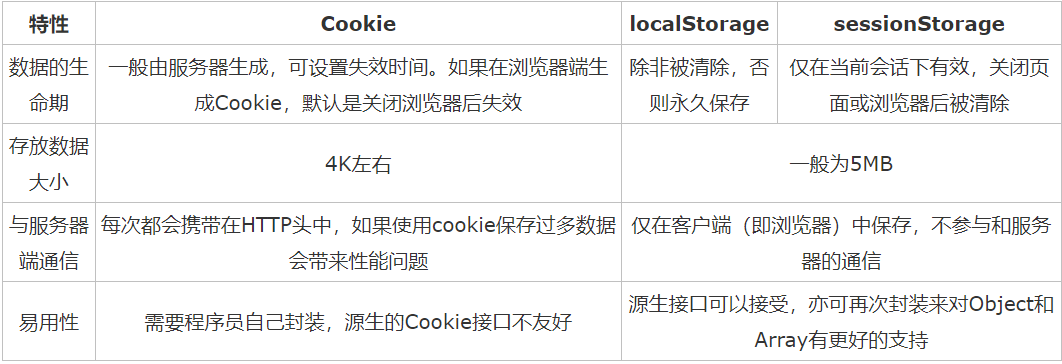 特性
Cookie
localStorage
sessionStorage
数据的生
命期
一般由服务器生成，可设置失效时间。如果在浏览器端生
成Cookie，默认是关闭浏览器后失效
除非被清除，否
则永久保存
仅在当前会话下有效，关闭页
面或浏览器后被清除
存放数据
大小
4K左右
一般为5MB
与服务器
端通信
每次都会携带在HTTP头中，如果使用cookie保存过多数据
会带来性能问题
仅在客户端（即浏览器）中保存，不参与和服务
器的通信
易用性
需要程序员自己封装，源生的Cookie接口不友好
源生接口可以接受，亦可再次封装来对Object和
Array有更好的支持